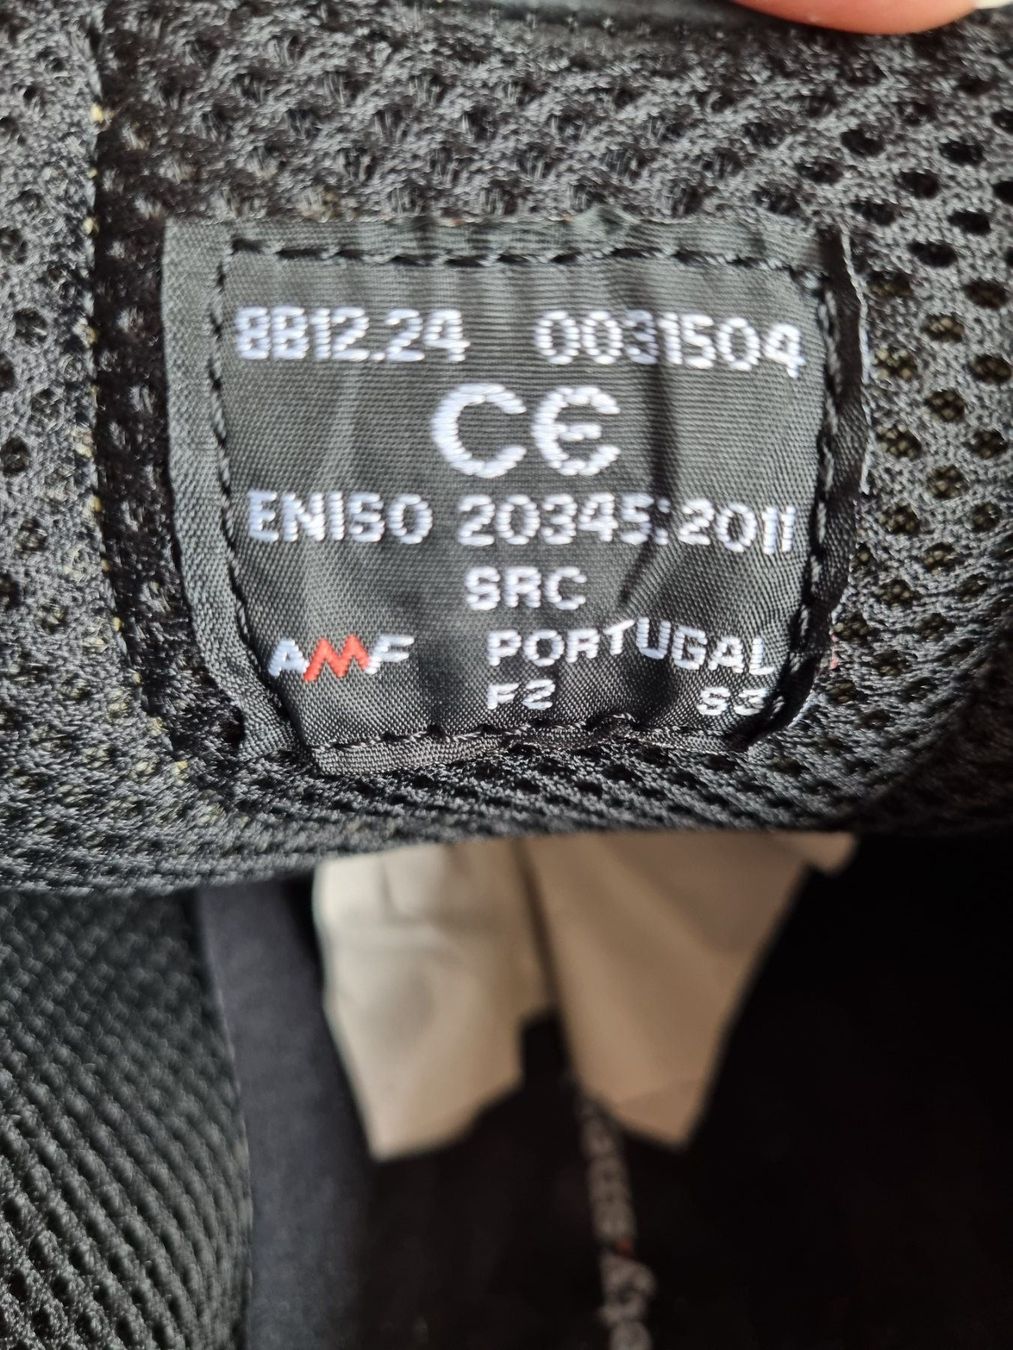 8B12.24 0031504
CE
ENISO 20345:2011
SRC
AMF PORTUGAL
F2 S3